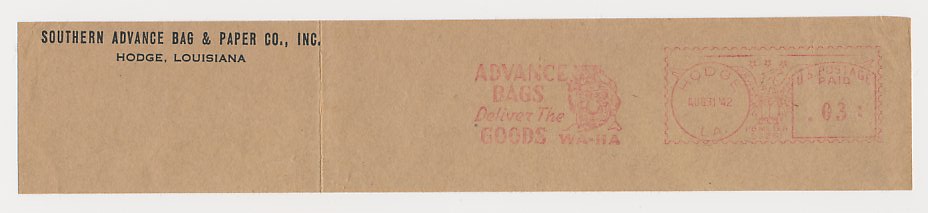 SOUTHERN ADVANCE BAG & PAPER CO., INC.
HODGE, LOUISIANA
ADVANCE
BAGS
Deliver The
GOODS WA-HA
HODGE
AUG 31 '42
LA.
U.S. POSTAGE
PAID
.03